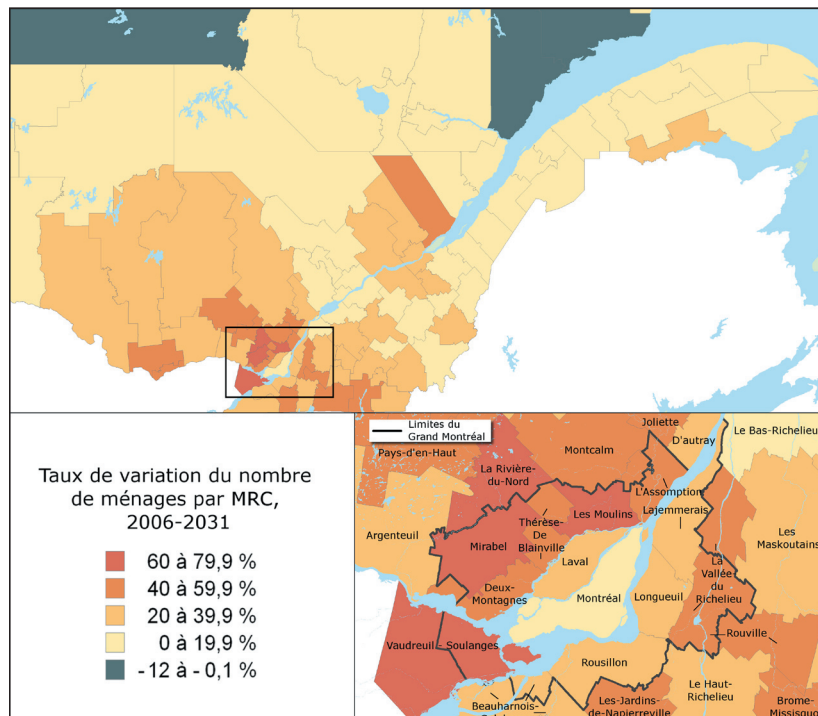 Taux de variation du nombre
de ménages par MRC,
2006-2031
60 à 79,9 %
40 à 59,9 %
20 à 39,9 %
0 à 19,9 %
-12 à - 0,1 %
Limites du
Grand Montréal
Pays-d'en-Haut
La Rivière-
du-Nord
Montcalm
Joliette
D'autray
Le Bas-Richelieu
Argenteuil
Mirabel
Thérèse-
De
Blainville
Les Moulins
L'Assomption
Lajemmerais
Les
Maskoutains
Deux-
Montagnes
Laval
Montréal
Longueuil
La
Vallée
du
Richelieu
Rouville
Vaudreuil - Soulanges
Rousillon
Beauharnois-
Les-Jardins-
de-Napierreville
Le Haut-
Richelieu
Brome-